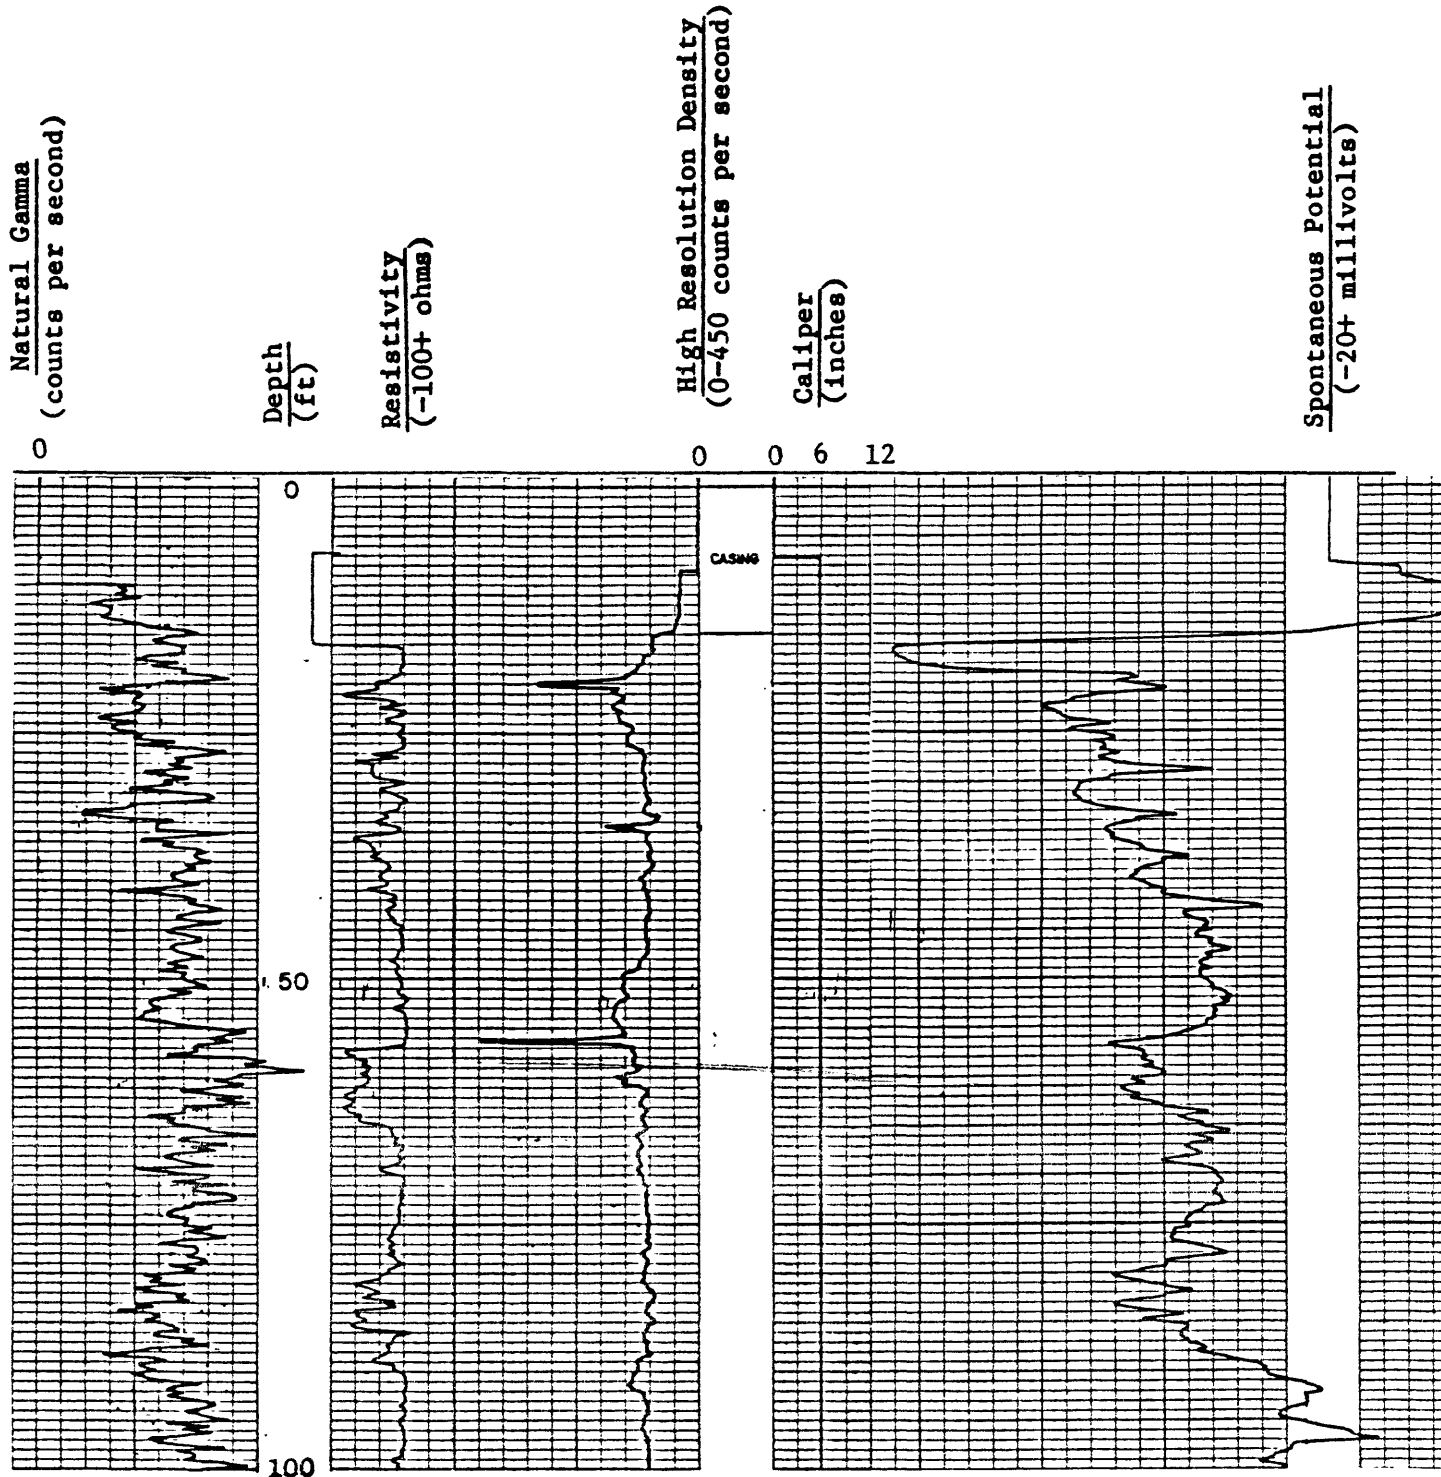 Natural Gamma
(counts per second)
Depth
(ft)
Resistivity
(-100+ ohms)
High Resolution Density
(0-450 counts per second)
Caliper
(inches)
Spontaneous Potential
(-20+ millivolts)
0
0
0 6 12
0
CASING
50
100